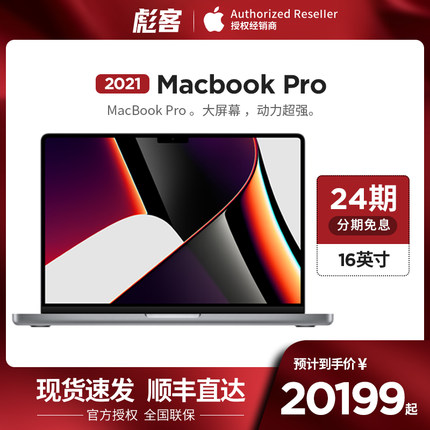 彪客
Authorized Reseller
授权经销商
2021 Macbook Pro
MacBook Pro 。大屏幕 ，动力超强。
24期
分期免息
16英寸
现货速发 顺丰直达
官方授权 全国联保
预计到手价￥
20199起